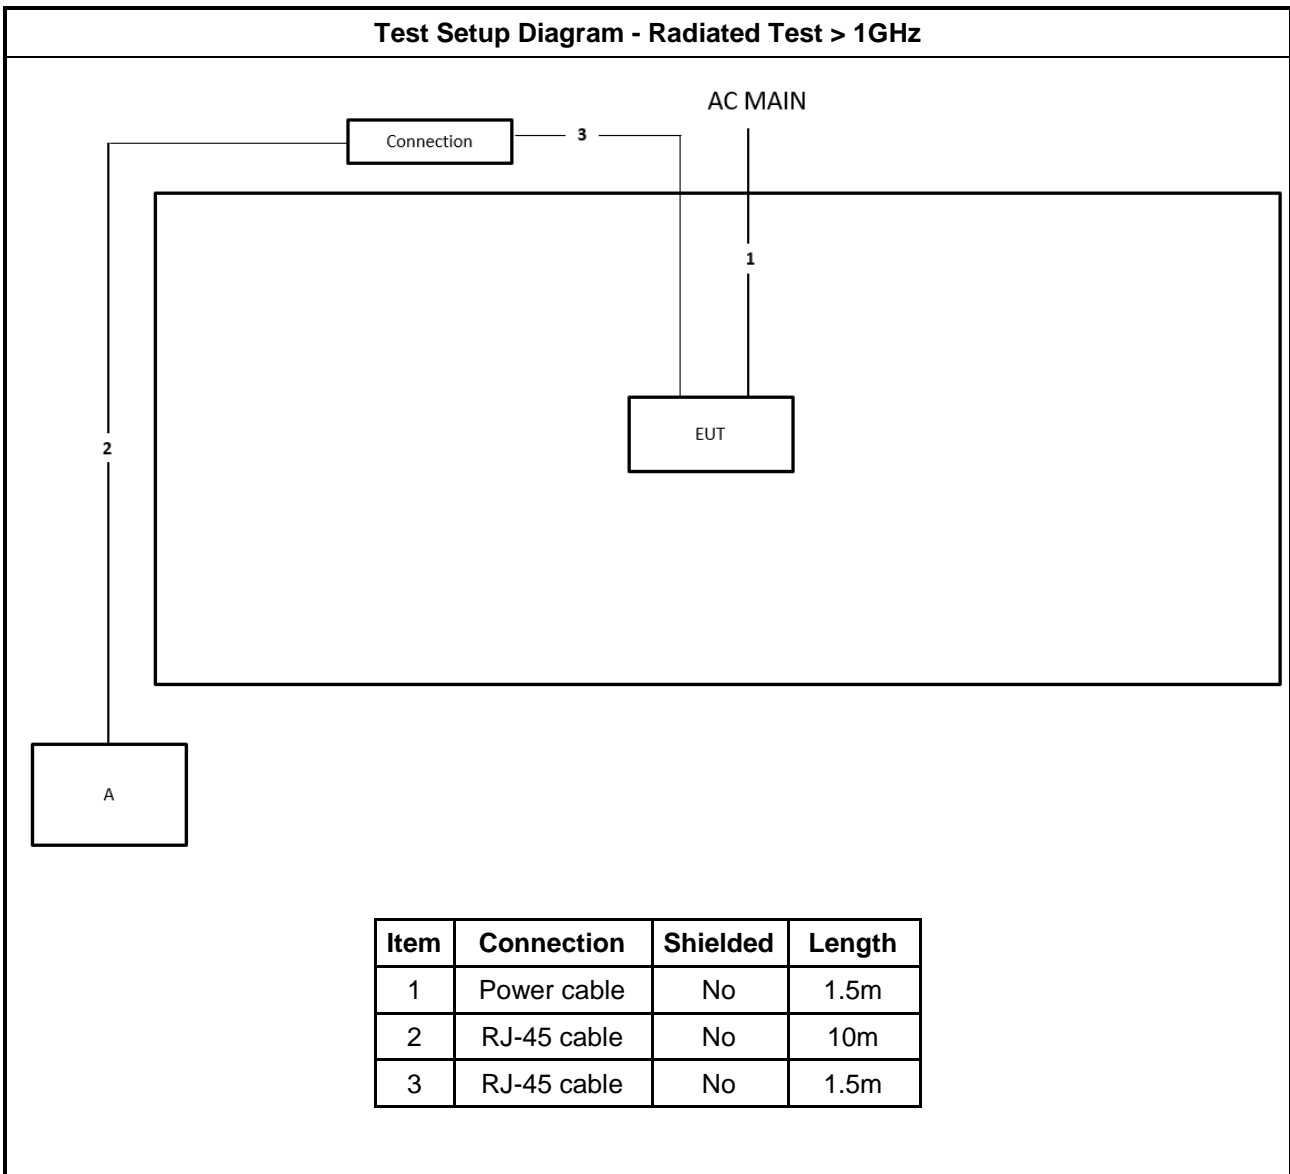 Test Setup Diagram - Radiated Test > 1GHz
AC MAIN
Connection
3
1
EUT
2
A
Item Connection Shielded Length
1 Power cable No 1.5m
2 RJ-45 cable No 10m
3 RJ-45 cable No 1.5m